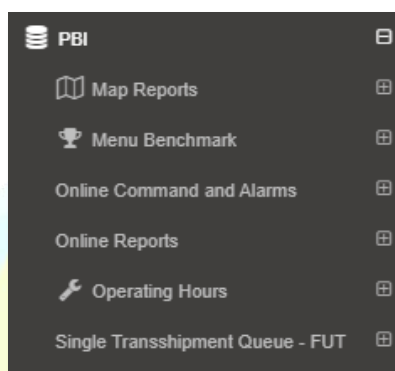 PBI
Map Reports
Menu Benchmark
Online Command and Alarms
Online Reports
Operating Hours
Single Transshipment Queue - FUT